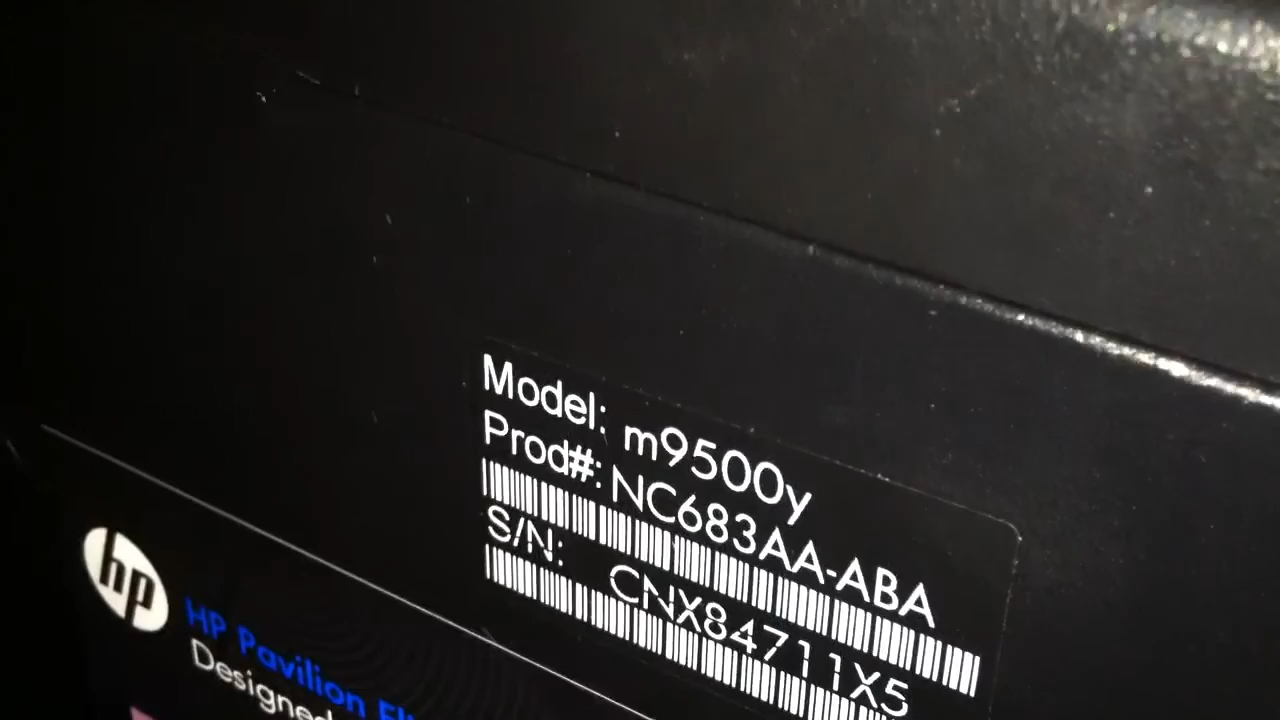 Model: m9500y
Prod#: NC683AA-ABA
S/N: CNX84711X5
hp
HP Pavilion
Designed